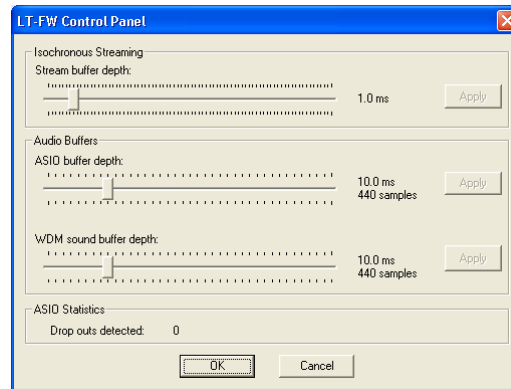 LT-FW Control Panel
Isochronous Streaming
Stream buffer depth:
1.0 ms
Apply
Audio Buffers
ASIO buffer depth:
10.0 ms
440 samples
Apply
WDM sound buffer depth:
10.0 ms
440 samples
Apply
ASIO Statistics
Drop outs detected: 0
OK Cancel